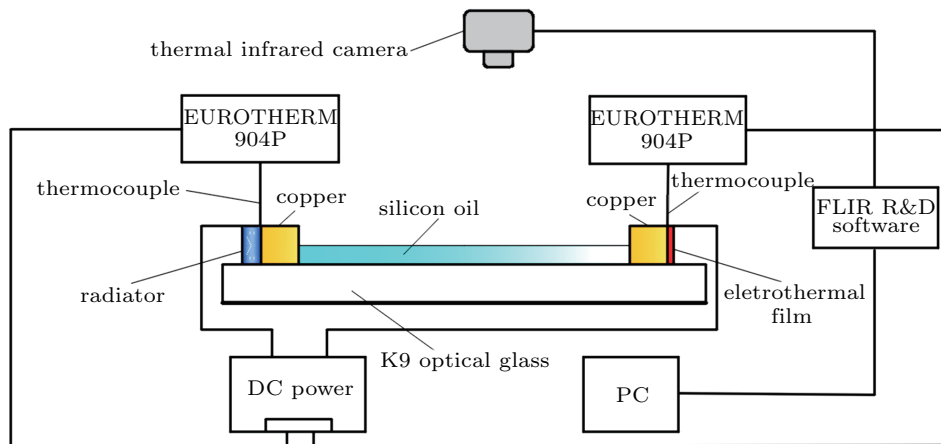 thermal infrared camera
EUROTHERM
904P
EUROTHERM
904P
thermocouple
copper
silicon oil
copper
thermocouple
FLIR R&D
software
radiator
eletrothermal
film
K9 optical glass
DC power
PC